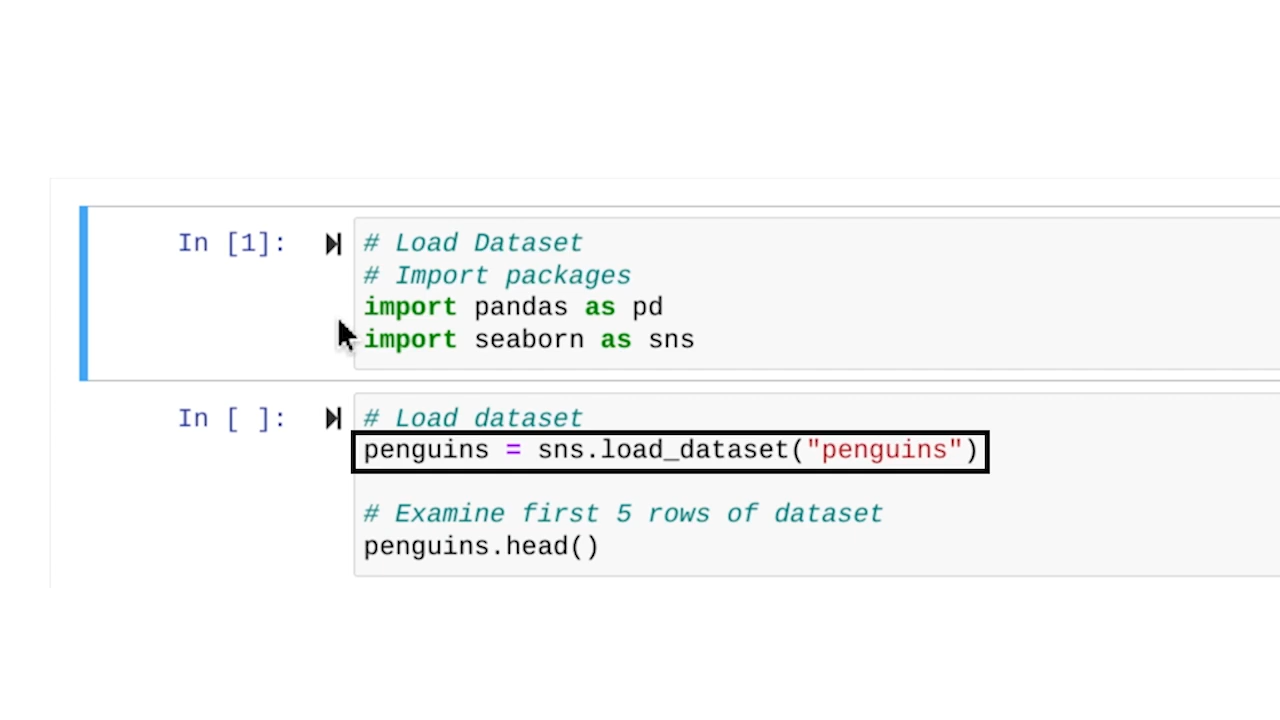 In [1]:
# Load Dataset
# Import packages
import pandas as pd
import seaborn as sns
In [ ]:
# Load dataset
penguins = sns.load_dataset("penguins")
# Examine first 5 rows of dataset
penguins.head()